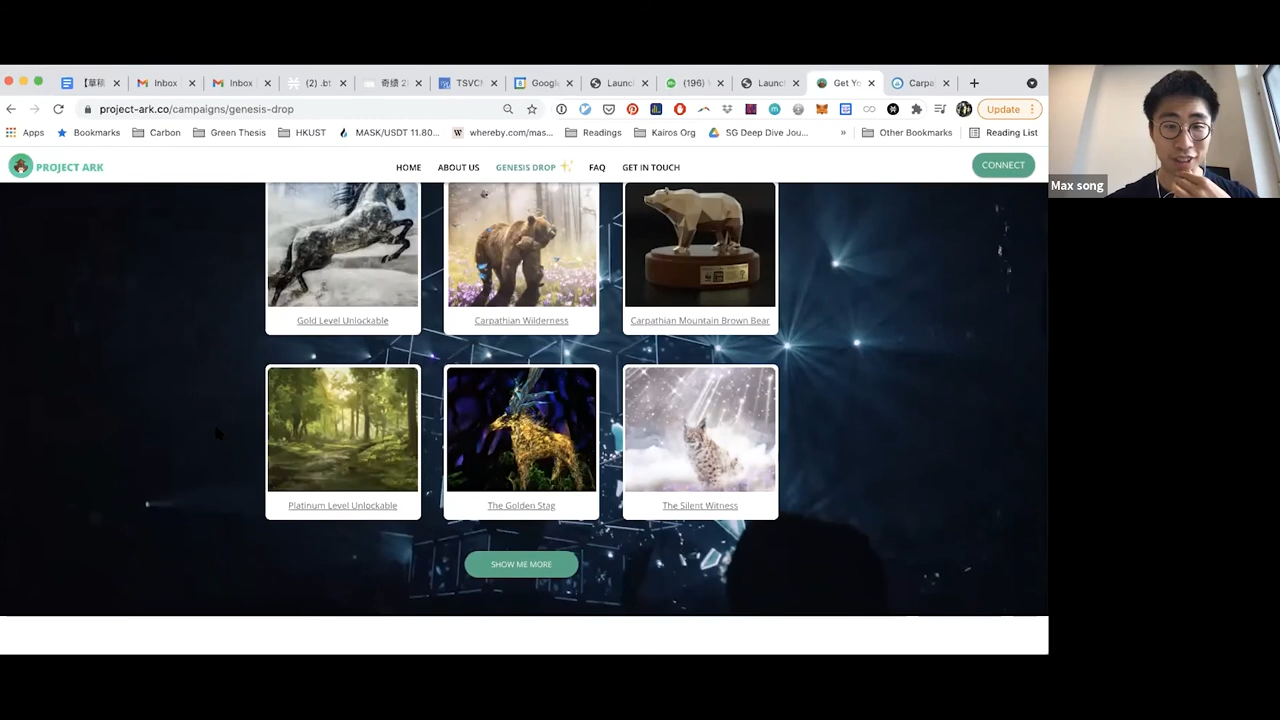 【草稿
Inbox
Inbox
(2) .bt
奇绩 2
TSVC
Google
Launc
(196)
Launc
Get Yo
Carpa
project-ark.co/campaigns/genesis-drop
Update
Apps
Bookmarks
Carbon
Green Thesis
HKUST
MASK/USDT 11.80...
whereby.com/mas...
Readings
Kairos Org
SG Deep Dive Jou...
»
Other Bookmarks
Reading List
PROJECT ARK
HOME
ABOUT US
GENESIS DROP
FAQ
GET IN TOUCH
CONNECT
Max song
Gold Level Unlockable
Carpathian Wilderness
Carpathian Mountain Brown Bear
Platinum Level Unlockable
The Golden Stag
The Silent Witness
SHOW ME MORE